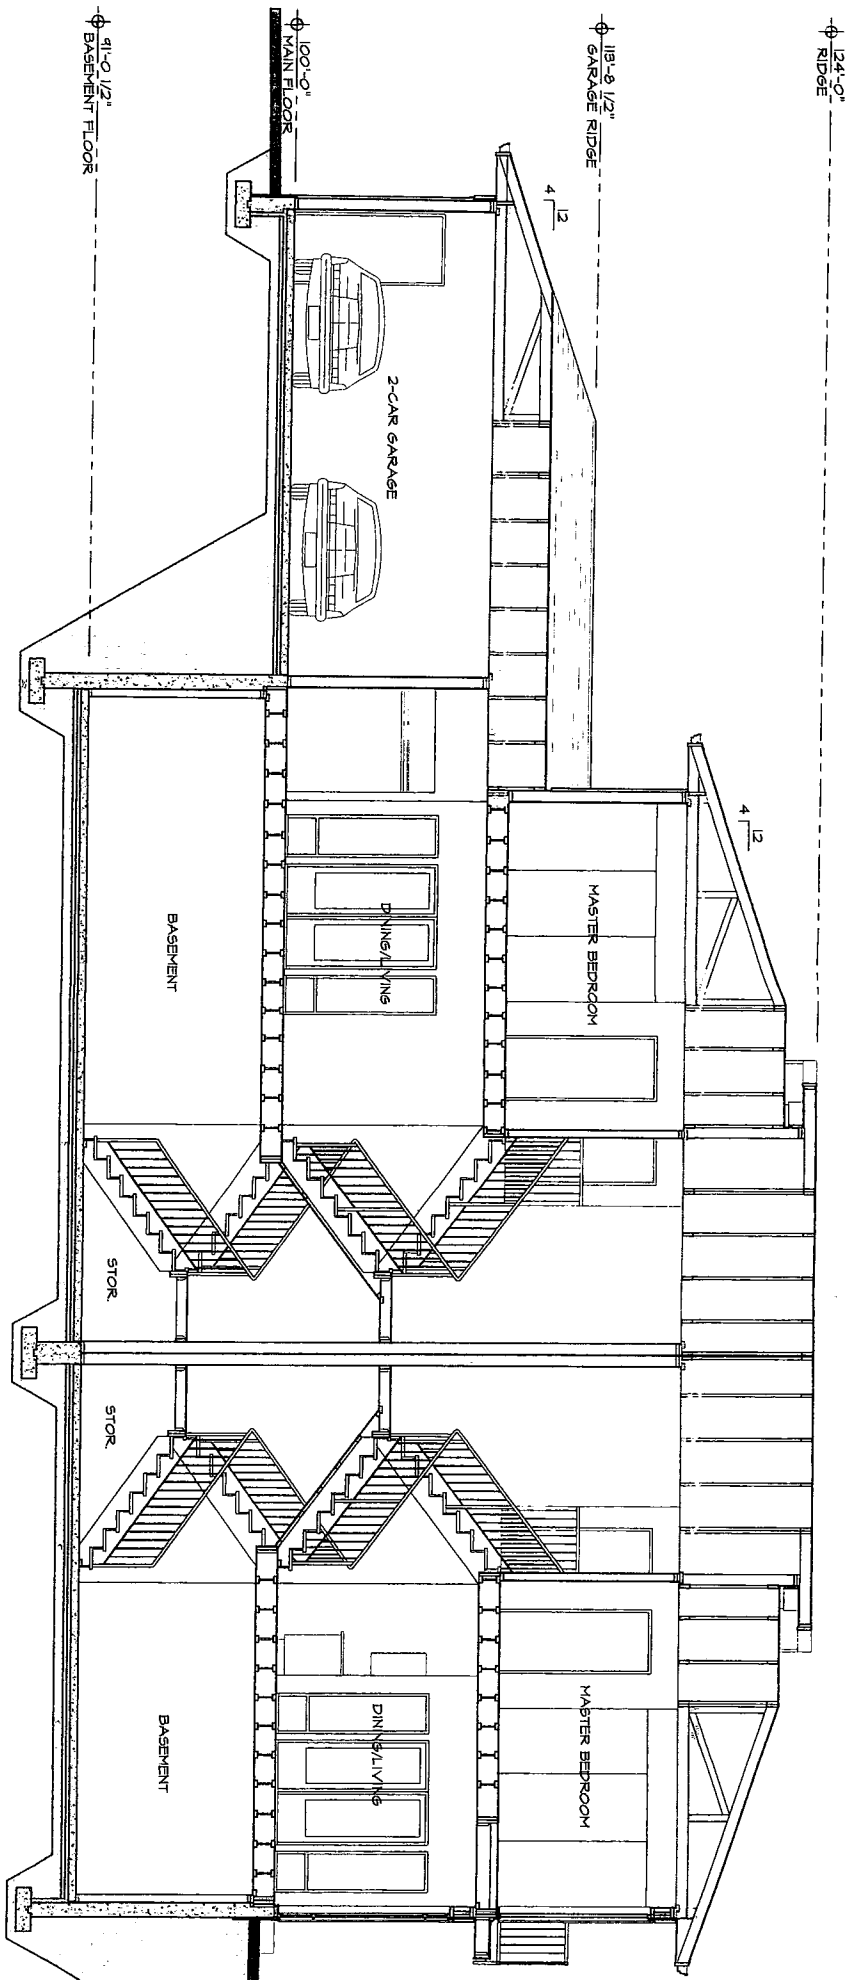 124'-0"
RIDGE
113'-8 1/2"
GARAGE RIDGE
100'-0"
MAIN FLOOR
91'-0 1/2"
BASEMENT FLOOR
12
4
12
4
2-CAR GARAGE
MASTER BEDROOM
DINING/LIVING
BASEMENT
STOR.
STOR.
MASTER BEDROOM
DINING/LIVING
BASEMENT